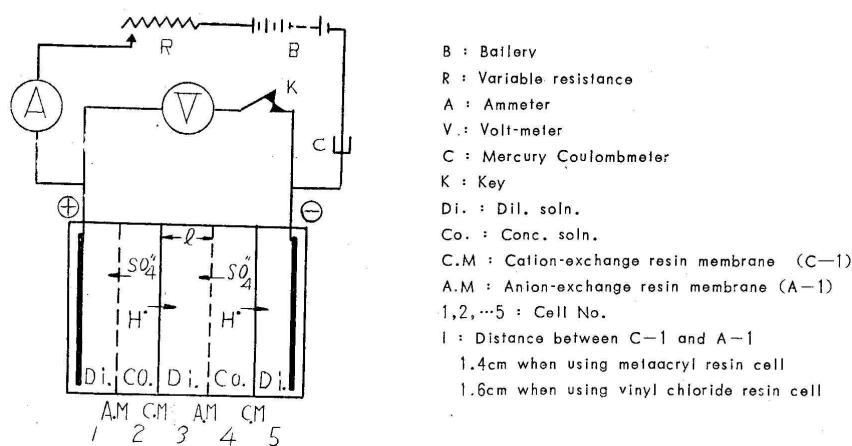 R
B
A
V
K
C
⊕
⊖
l
SO₄"
SO₄"
H·
H·
Di. Co. Di. Co. Di.
A.M C.M A.M C.M
1 2 3 4 5
B : Battery
R : Variable resistance
A : Ammeter
V.: Volt-meter
C : Mercury Coulombmeter
K : Key
Di. : Dil. soln.
Co. : Conc. soln.
C.M : Cation-exchange resin membrane (C-1)
A.M : Anion-exchange resin membrane (A-1)
1,2,…5 : Cell No.
l : Distance between C-1 and A-1
1.4cm when using metaacryl resin cell
1.6cm when using vinyl chloride resin cell